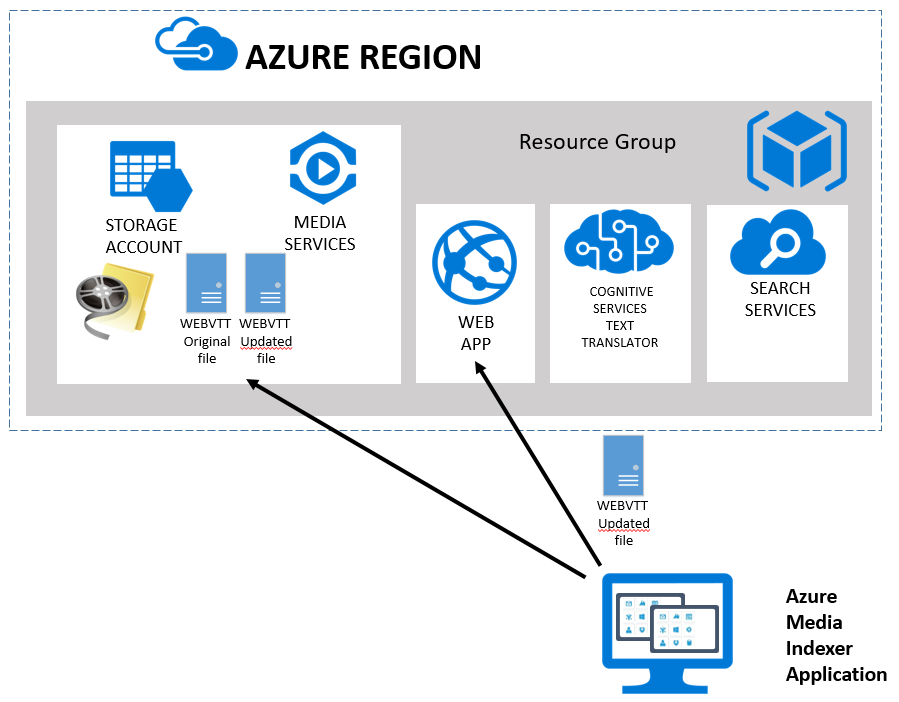 AZURE REGION
Resource Group
STORAGE
ACCOUNT
MEDIA
SERVICES
WEBVTT
Original
file
WEBVTT
Updated
file
WEB
APP
COGNITIVE
SERVICES
TEXT
TRANSLATOR
SEARCH
SERVICES
WEBVTT
Updated
file
Azure
Media
Indexer
Application